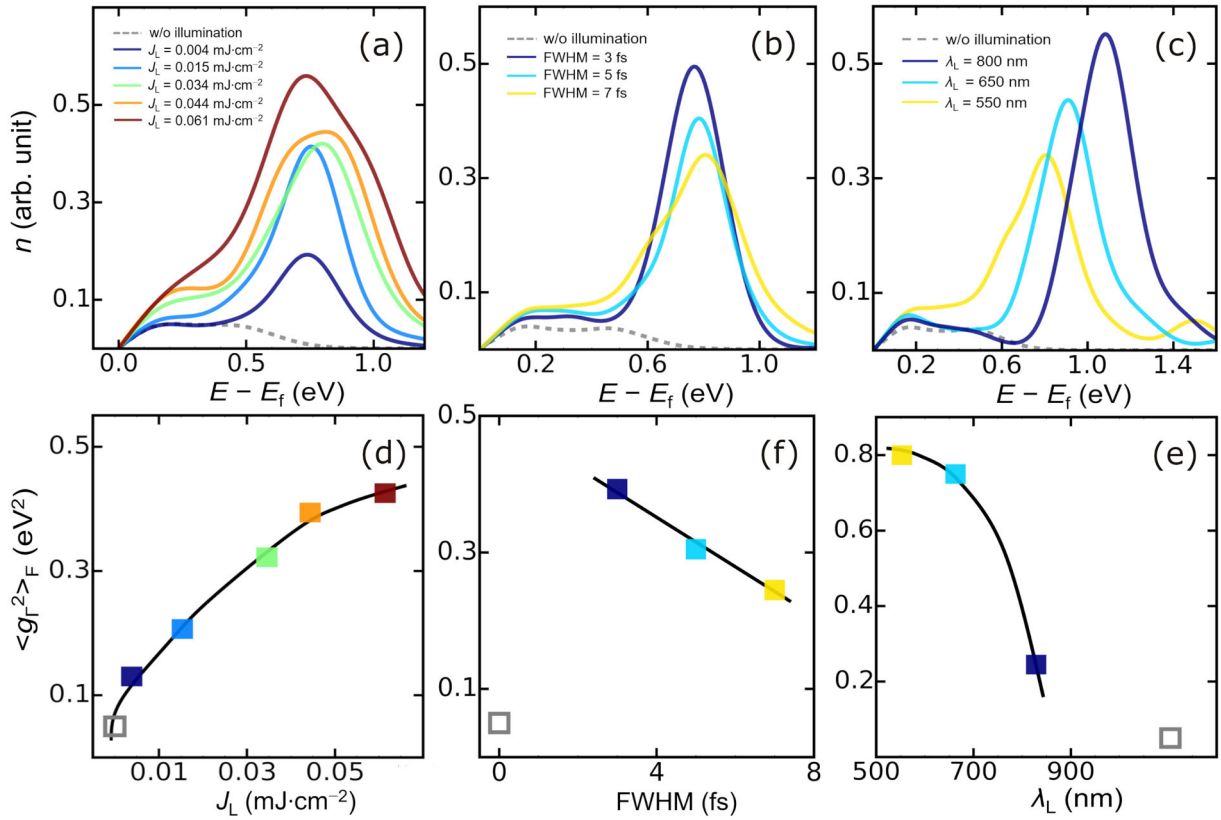 (a)
w/o illumination
J_L = 0.004 mJ·cm⁻²
J_L = 0.015 mJ·cm⁻²
J_L = 0.034 mJ·cm⁻²
J_L = 0.044 mJ·cm⁻²
J_L = 0.061 mJ·cm⁻²
n (arb. unit)
0.5
0.3
0.1
0.0
0.5
1.0
E − E_f (eV)
(b)
w/o illumination
FWHM = 3 fs
FWHM = 5 fs
FWHM = 7 fs
0.5
0.3
0.1
0.2
0.6
1.0
E − E_f (eV)
(c)
w/o illumination
λ_L = 800 nm
λ_L = 650 nm
λ_L = 550 nm
0.5
0.3
0.1
0.2
0.6
1.0
1.4
E − E_f (eV)
(d)
<g_Γ²>_F (eV²)
0.5
0.3
0.1
0.01
0.03
0.05
J_L (mJ·cm⁻²)
(f)
0.5
0.3
0.1
0
4
8
FWHM (fs)
(e)
0.8
0.6
0.4
0.2
500
700
900
λ_L (nm)